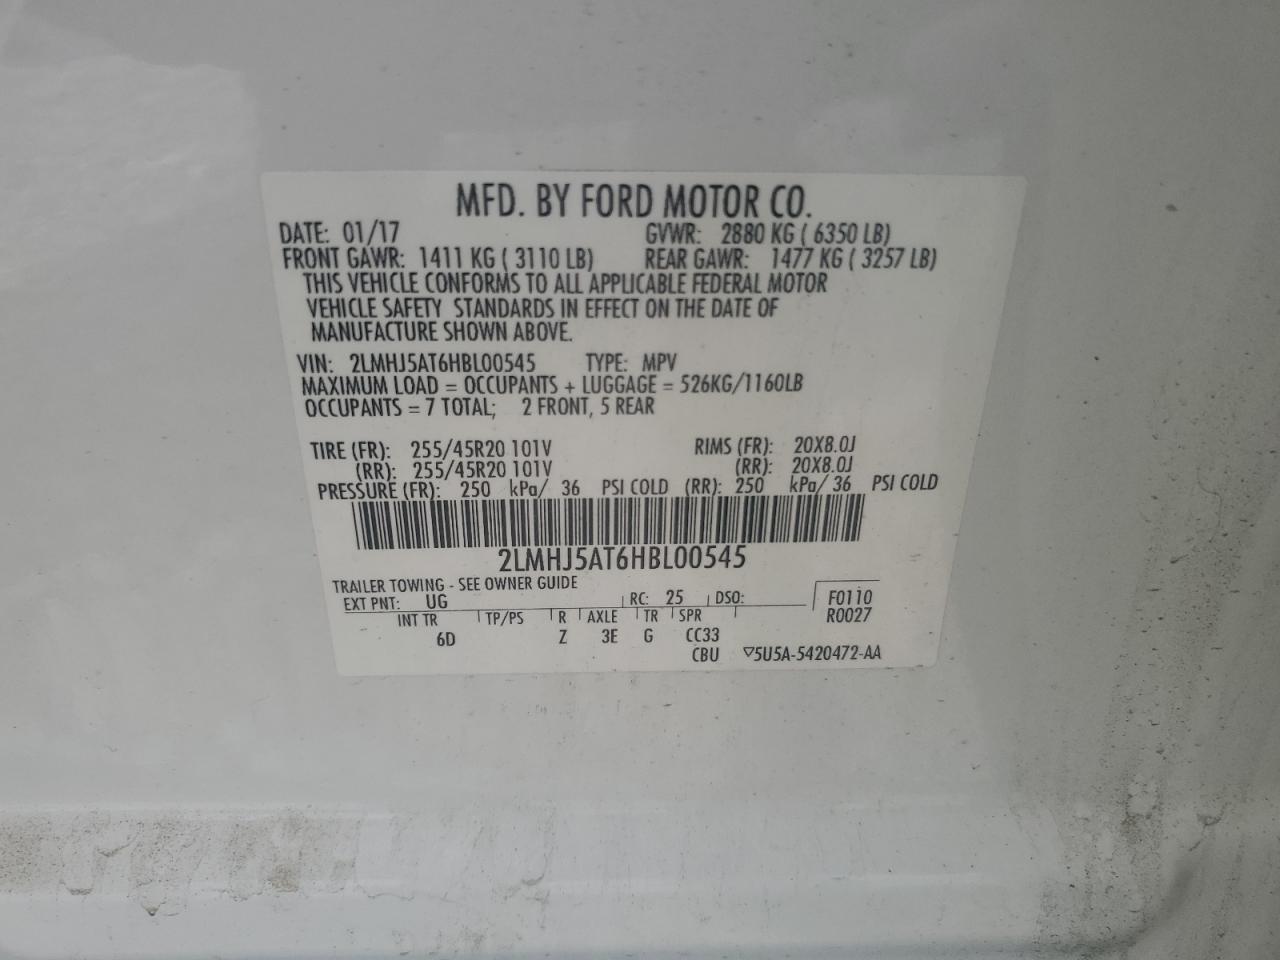 MFD. BY FORD MOTOR CO.
DATE: 01/17 GVWR: 2880 KG ( 6350 LB)
FRONT GAWR: 1411 KG ( 3110 LB) REAR GAWR: 1477 KG ( 3257 LB)
THIS VEHICLE CONFORMS TO ALL APPLICABLE FEDERAL MOTOR
VEHICLE SAFETY STANDARDS IN EFFECT ON THE DATE OF
MANUFACTURE SHOWN ABOVE.
VIN: 2LMHJ5AT6HBL00545 TYPE: MPV
MAXIMUM LOAD = OCCUPANTS + LUGGAGE = 526KG/1160LB
OCCUPANTS = 7 TOTAL; 2 FRONT, 5 REAR
TIRE (FR): 255/45R20 101V RIMS (FR): 20X8.0J
(RR): 255/45R20 101V (RR): 20X8.0J
PRESSURE (FR): 250 kPa/ 36 PSI COLD (RR): 250 kPa/ 36 PSI COLD
2LMHJ5AT6HBL00545
TRAILER TOWING - SEE OWNER GUIDE
EXT PNT: UG RC: 25 DSO: F0110
INT TR TP/PS R AXLE TR SPR R0027
6D Z 3E G CC33
CBU ▽5U5A-5420472-AA